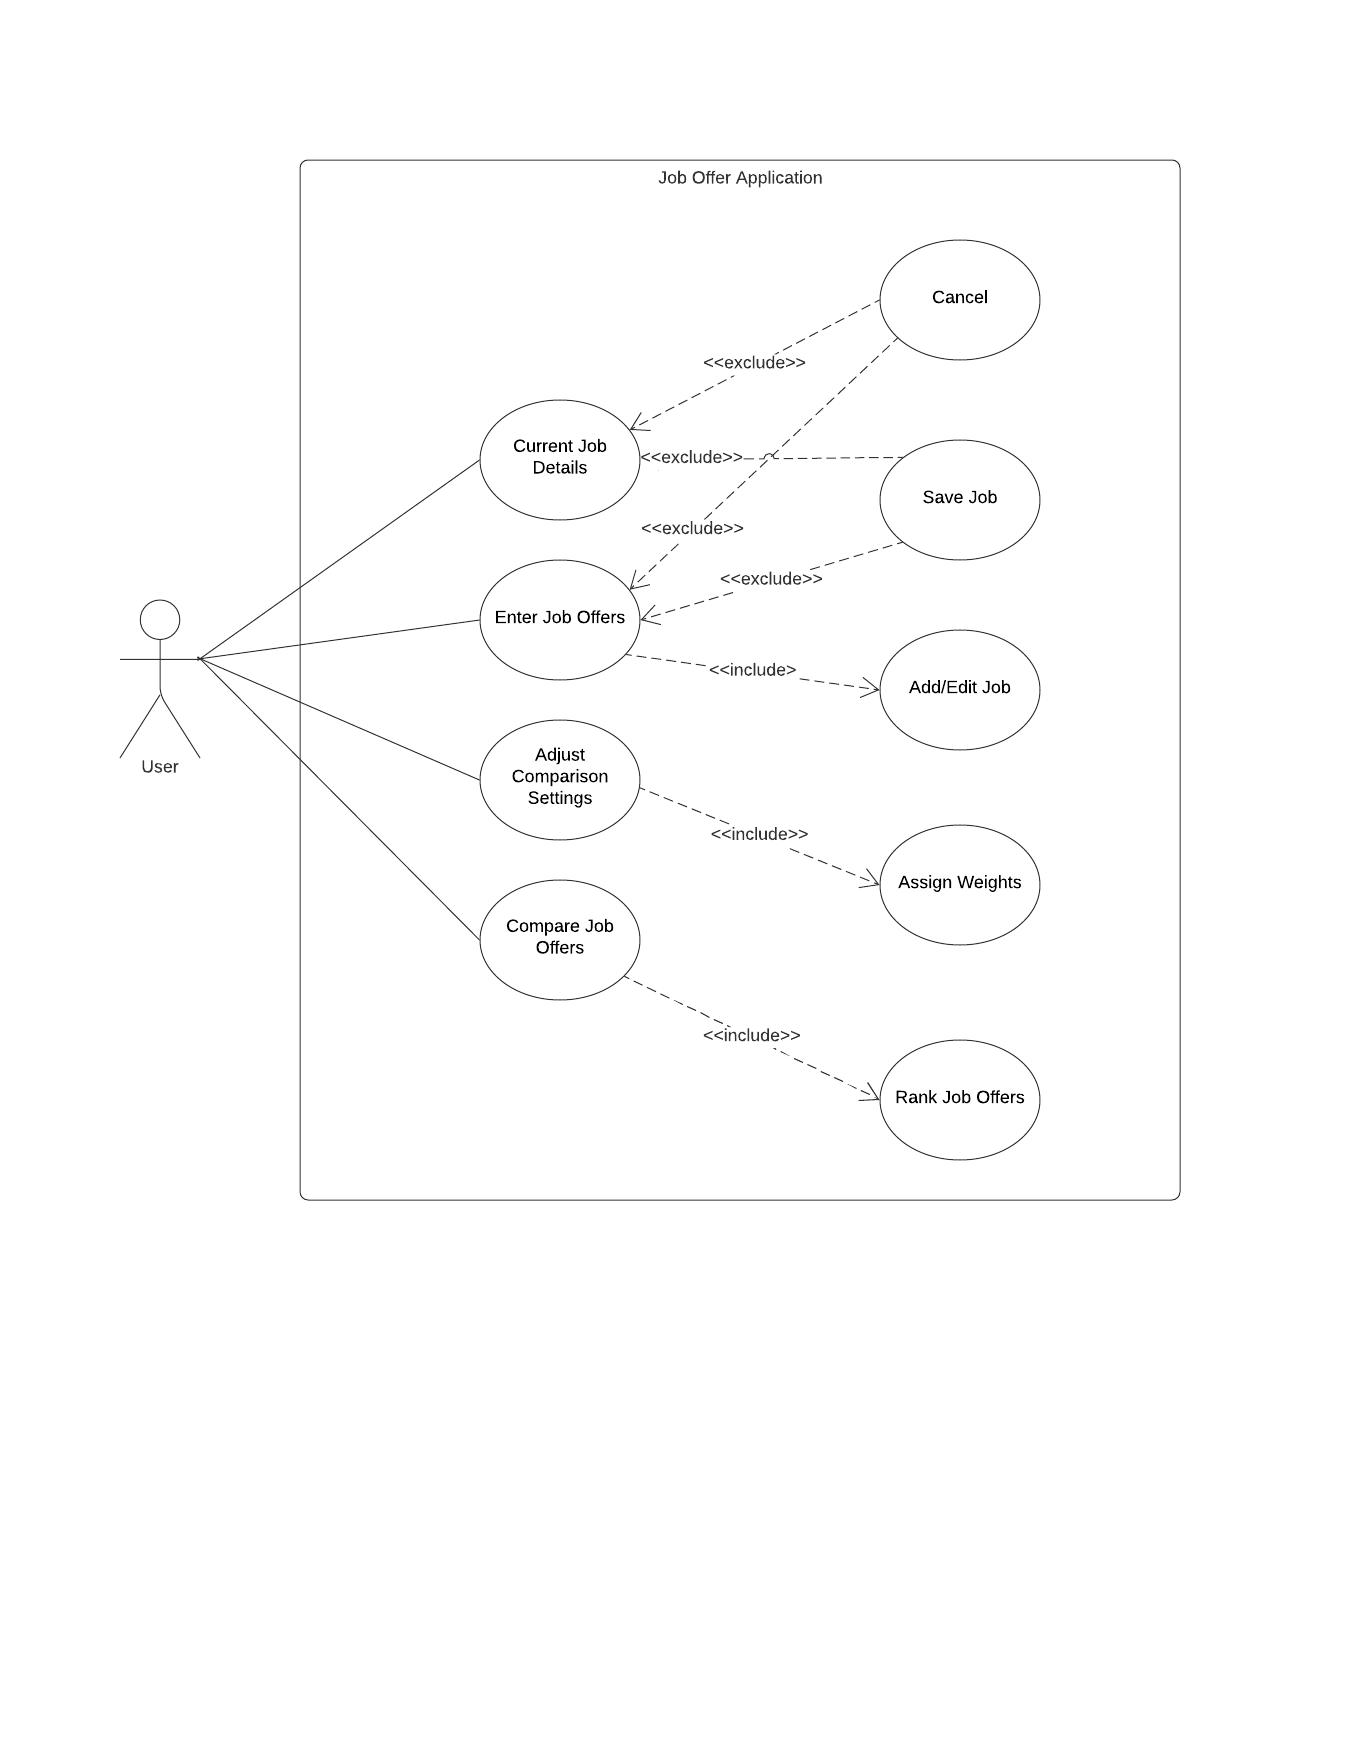 Job Offer Application
Cancel
<<exclude>>
Current Job
Details
<<exclude>>
Save Job
<<exclude>>
<<exclude>>
Enter Job Offers
<<include>
Add/Edit Job
User
Adjust
Comparison
Settings
<<include>>
Assign Weights
Compare Job
Offers
<<include>>
Rank Job Offers